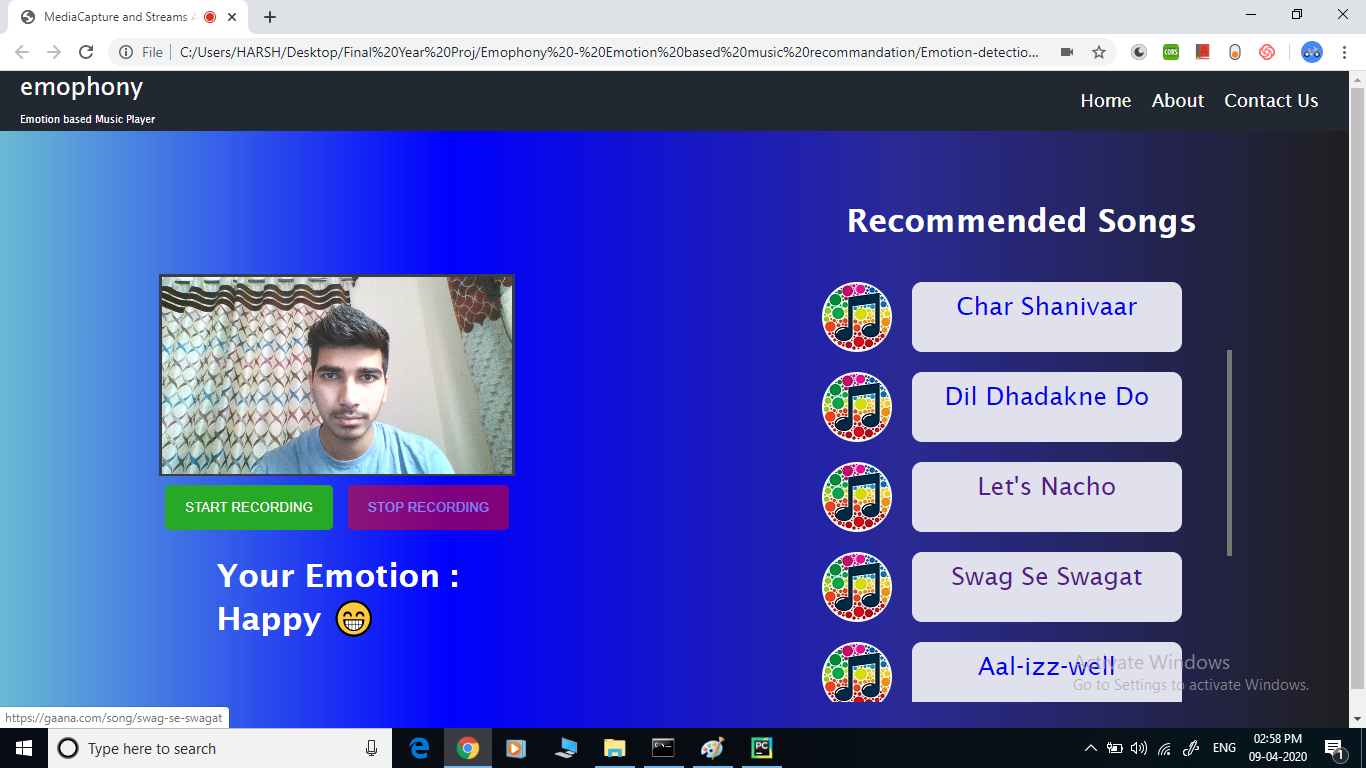 MediaCapture and Streams A
File
C:/Users/HARSH/Desktop/Final%20Year%20Proj/Emophony%20-%20Emotion%20based%20music%20recommandation/Emotion-detectio...
CORS
emophony
Emotion based Music Player
Home About Contact Us
Recommended Songs
Char Shanivaar
Dil Dhadakne Do
Let's Nacho
START RECORDING STOP RECORDING
Your Emotion :
Happy 😁
Swag Se Swagat
Aal-izz-well
Activate Windows
Go to Settings to activate Windows.
https://gaana.com/song/swag-se-swagat
Type here to search
PC
ENG
02:58 PM
09-04-2020
1